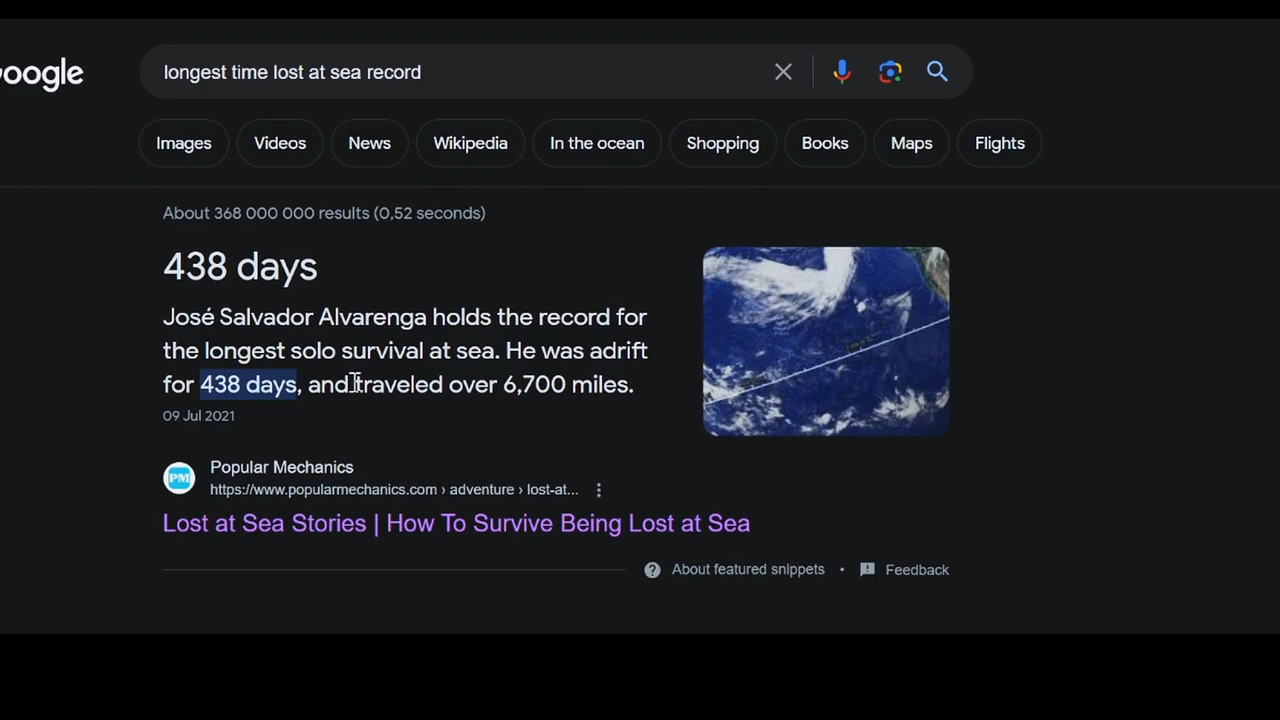 oogle
longest time lost at sea record
Images Videos News Wikipedia In the ocean Shopping Books Maps Flights
About 368 000 000 results (0,52 seconds)
438 days
José Salvador Alvarenga holds the record for
the longest solo survival at sea. He was adrift
for 438 days, and traveled over 6,700 miles.
09 Jul 2021
PM
Popular Mechanics
https://www.popularmechanics.com › adventure › lost-at...
Lost at Sea Stories | How To Survive Being Lost at Sea
About featured snippets • Feedback